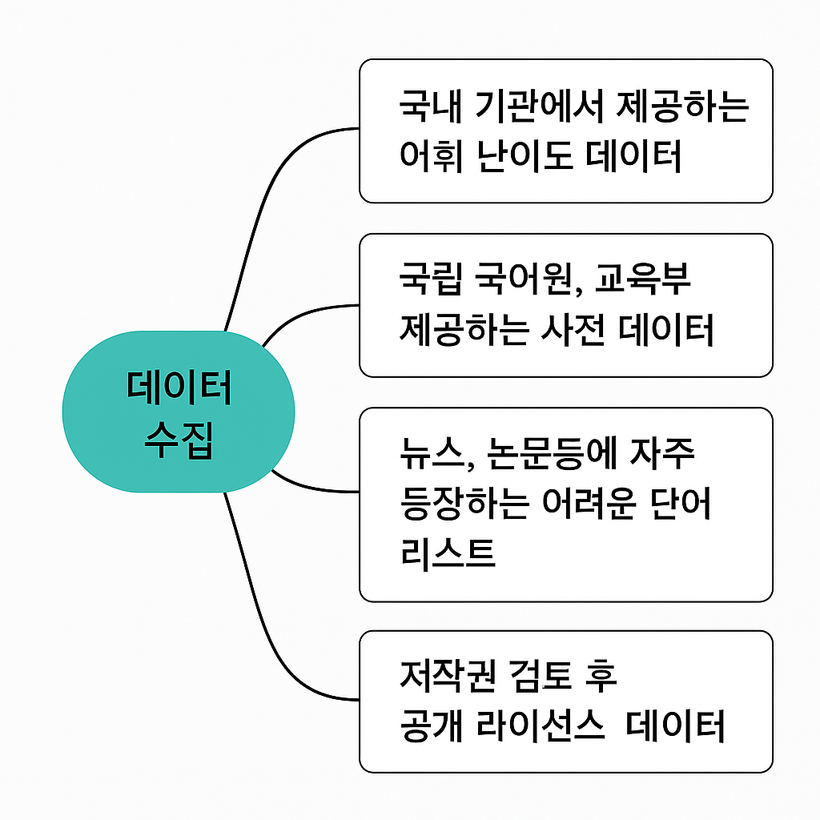 데이터
수집
국내 기관에서 제공하는
어휘 난이도 데이터
국립 국어원, 교육부
제공하는 사전 데이터
뉴스, 논문등에 자주
등장하는 어려운 단어
리스트
저작권 검토 후
공개 라이선스 데이터